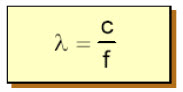 λ = c/f